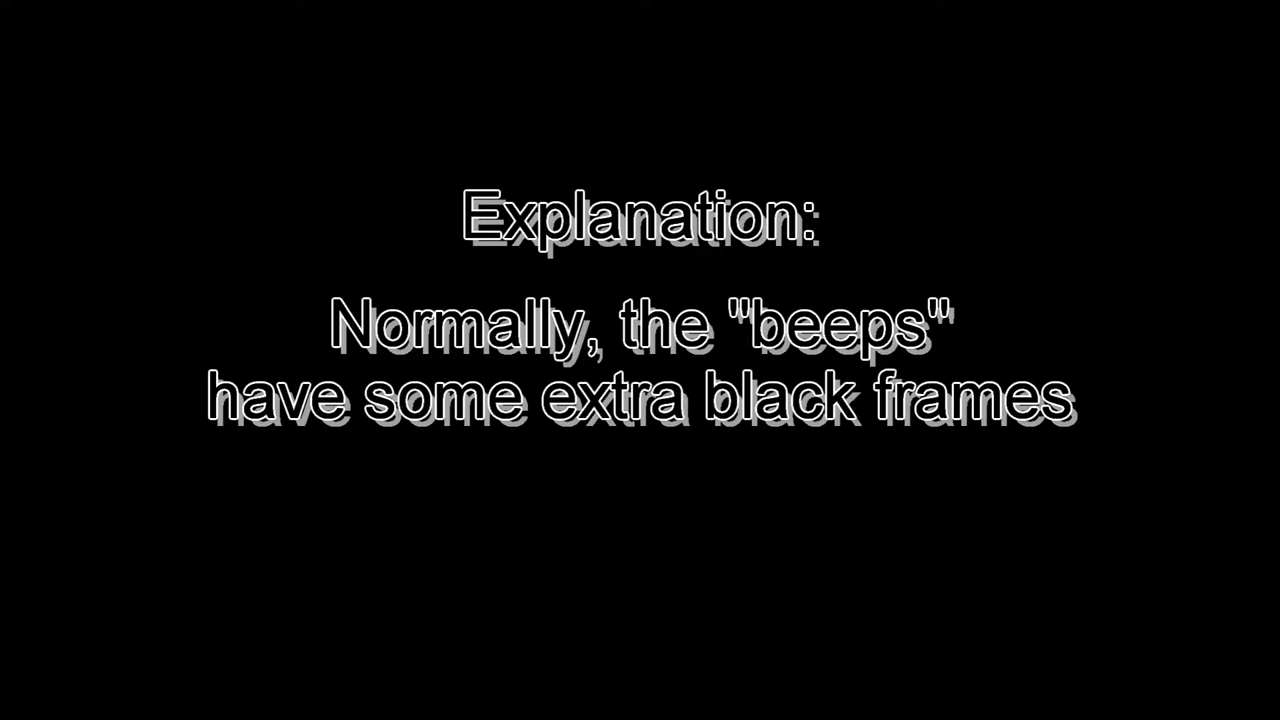 Explanation:
Normally, the "beeps"
have some extra black frames